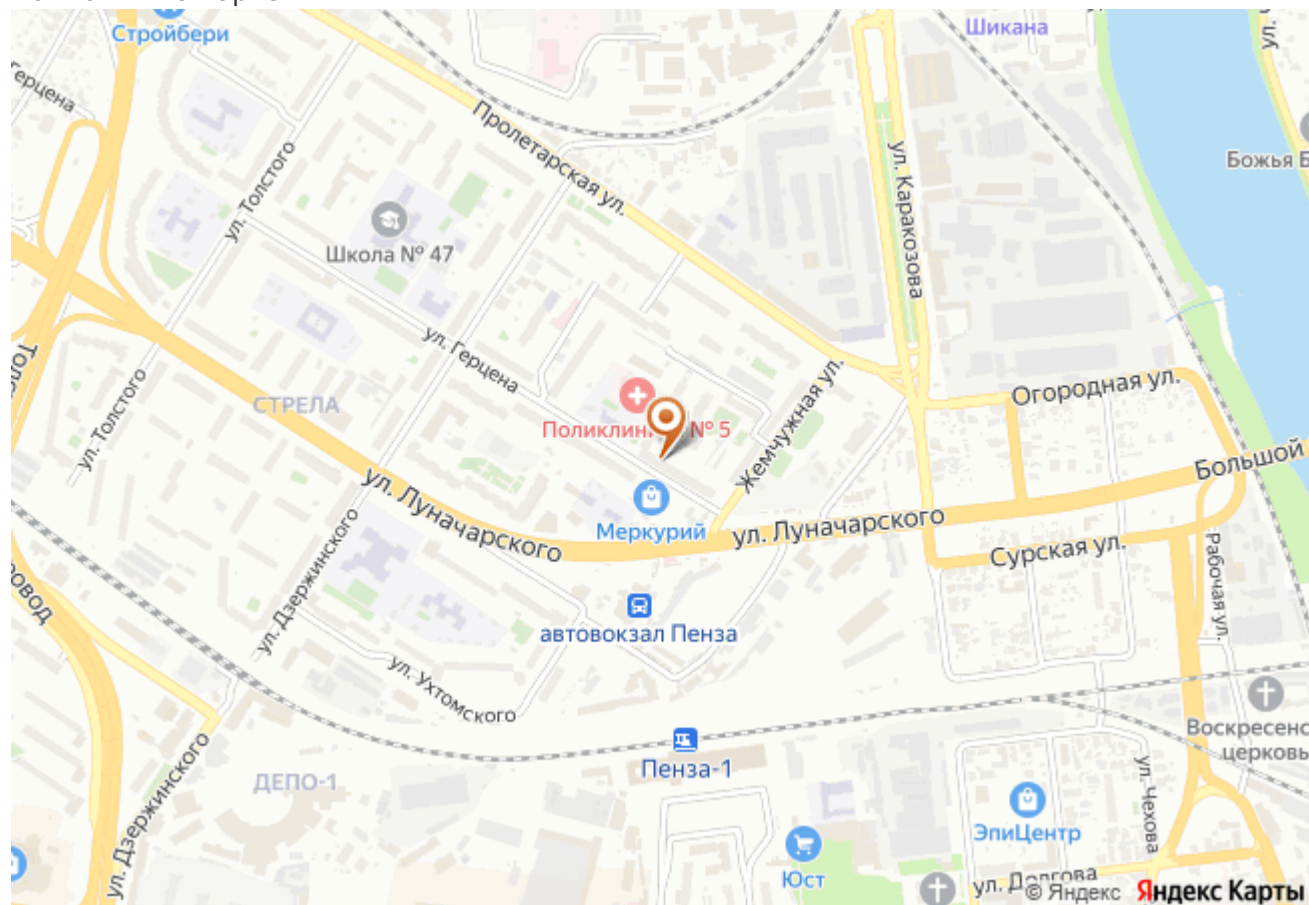 Стройбери
Шикана
ул.
Герцена
Пролетарская ул.
ул. Толстого
ул. Каракозова
Божья Б
Школа № 47
ул. Герцена
Огородная ул.
ул. Толстого
СТРЕЛА
Поликлин № 5
Жемчужная ул.
Большой
ул. Луначарского
Меркурий
ул. Луначарского
Сурская ул.
Рабочая ул.
ул. Дзержинского
автовокзал Пенза
ул. Ухтомского
Воскресенс
церковь
Пенза-1
ДЕПО-1
ул. Дзержинского
ул. Чехова
ЭпиЦентр
Юст
ул. Долгова
© Яндекс Яндекс Карты